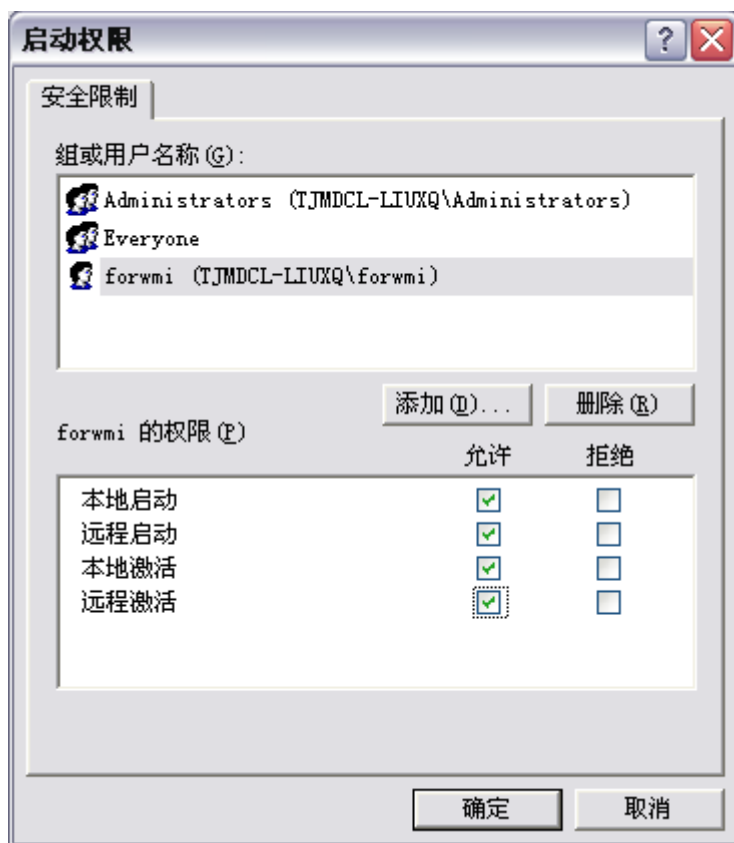 启动权限
安全限制
组或用户名称(G):
Administrators (TJMDCL-LIUXQ\Administrators)
Everyone
forwmi (TJMDCL-LIUXQ\forwmi)
添加(D)... 删除(R)
forwmi 的权限(P)
允许 拒绝
本地启动
远程启动
本地激活
远程激活
确定 取消